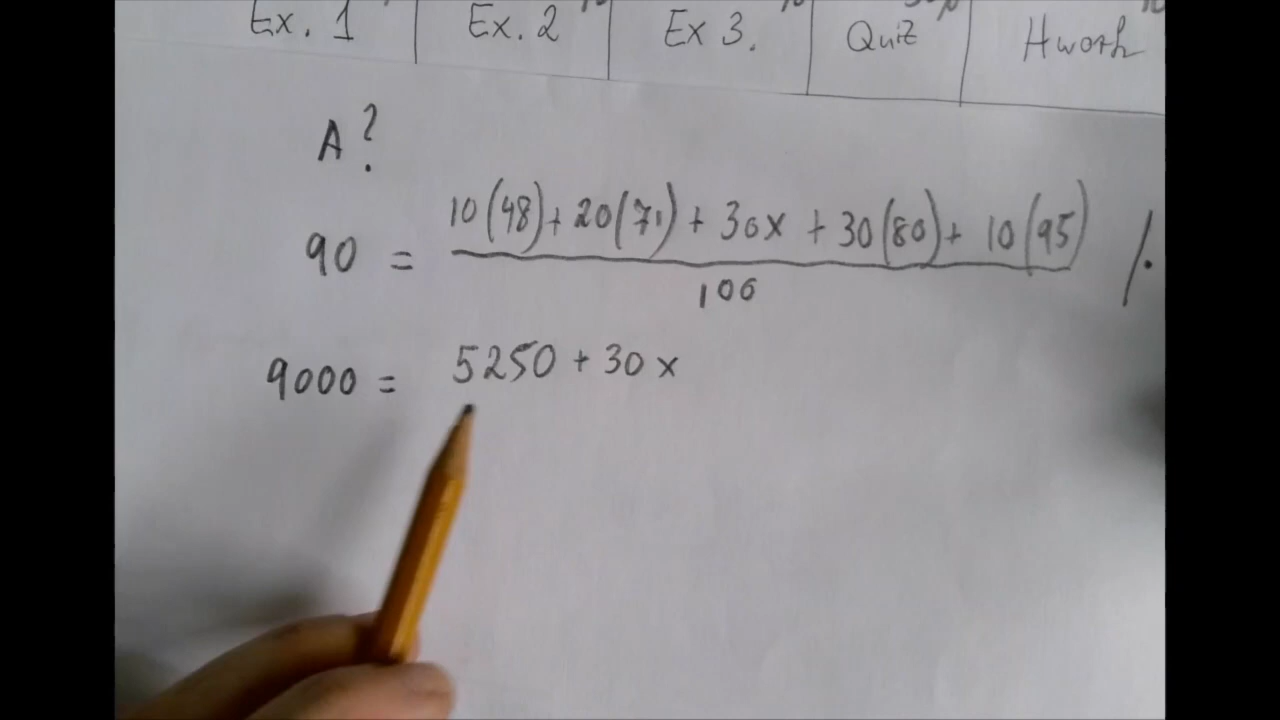 Ex. 1 Ex. 2 Ex 3. Quiz Hwork
A?
90 = 10(48) + 20(71) + 30x + 30(80) + 10(95) /.
100
9000 = 5250 + 30x